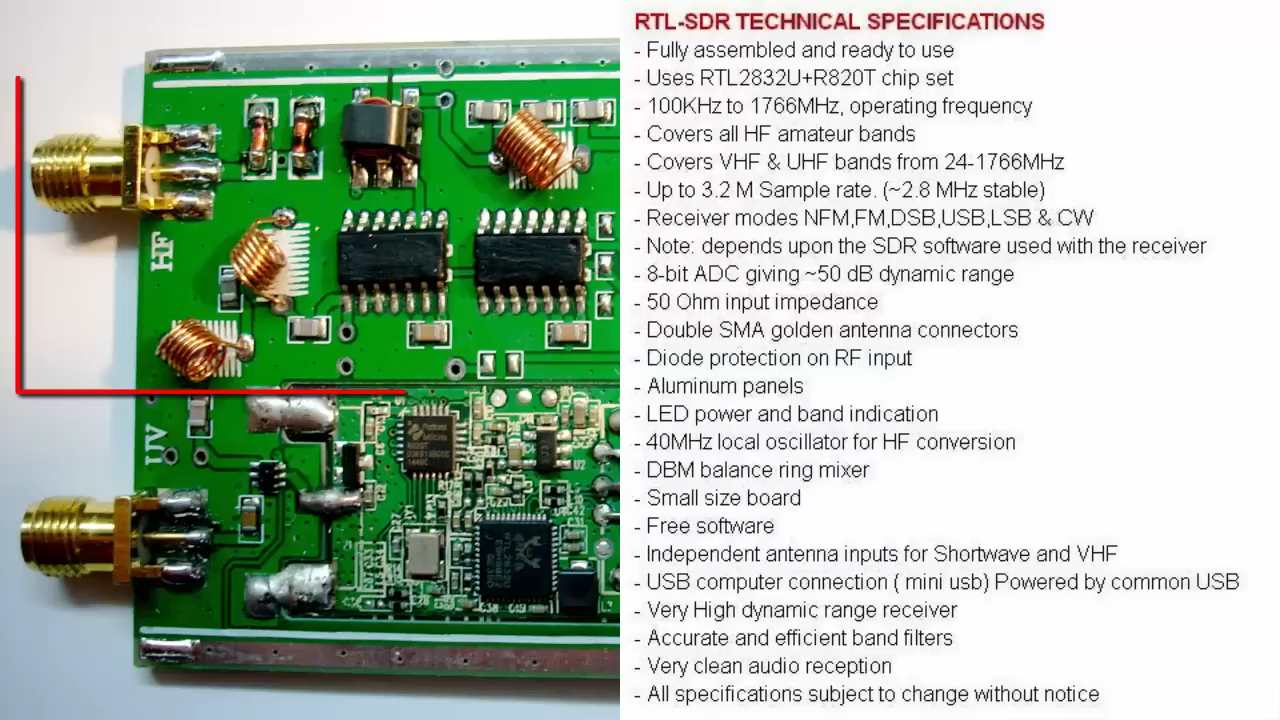 RTL-SDR TECHNICAL SPECIFICATIONS
- Fully assembled and ready to use
- Uses RTL2832U+R820T chip set
- 100KHz to 1766MHz, operating frequency
- Covers all HF amateur bands
- Covers VHF & UHF bands from 24-1766MHz
- Up to 3.2 M Sample rate. (~2.8 MHz stable)
- Receiver modes NFM,FM,DSB,USB,LSB & CW
- Note: depends upon the SDR software used with the receiver
- 8-bit ADC giving ~50 dB dynamic range
- 50 Ohm input impedance
- Double SMA golden antenna connectors
- Diode protection on RF input
- Aluminum panels
- LED power and band indication
- 40MHz local oscillator for HF conversion
- DBM balance ring mixer
- Small size board
- Free software
- Independent antenna inputs for Shortwave and VHF
- USB computer connection ( mini usb) Powered by common USB
- Very High dynamic range receiver
- Accurate and efficient band filters
- Very clean audio reception
- All specifications subject to change without notice
HF
UV
U2